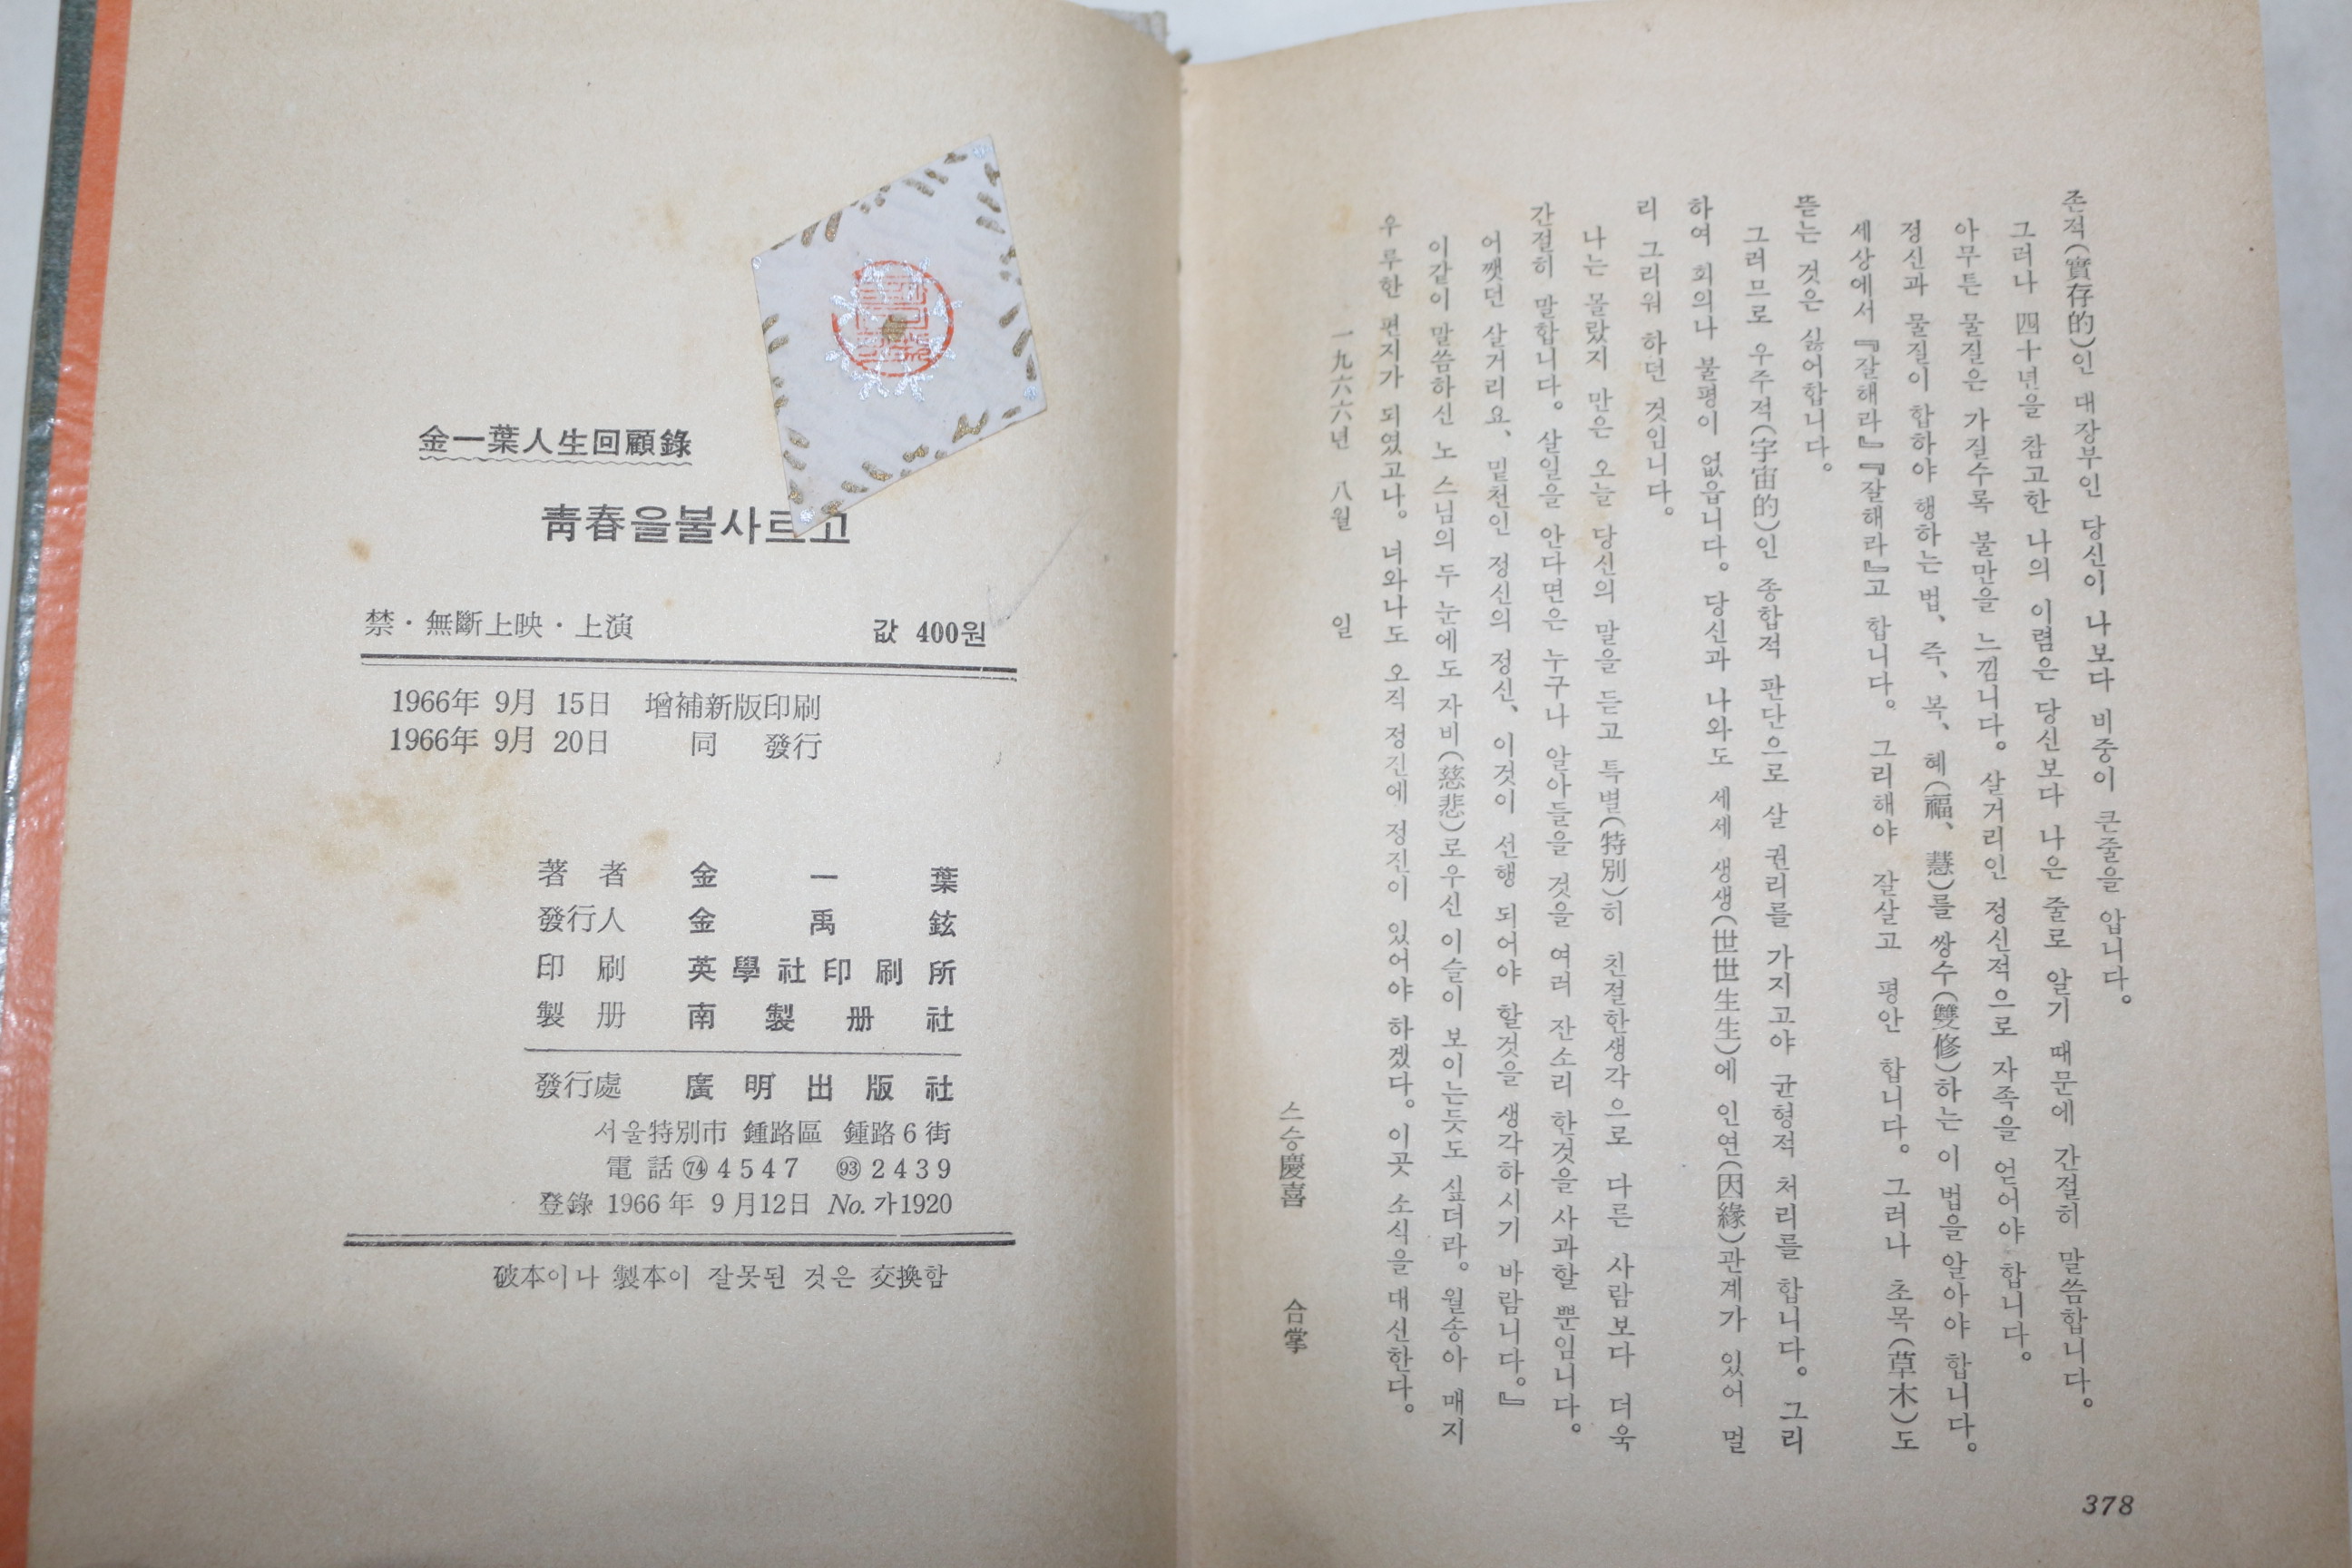 金一葉人生回顧錄
靑春을불사르고
禁・無斷上映・上演 값 400원
1966年 9月 15日 增補新版印刷
1966年 9月 20日 同 發行
著者 金一葉
發行人 金禹鉉
印刷 英學社印刷所
製册 南製册社
發行處 廣明出版社
서울特別市 鍾路區 鍾路6街
電話 ㊴4547 2439
登錄 1966年 9月12日 No. 가1920
破本이나 製本이 잘못된 것은 交換함
존적(實存的)인 대장부인 당신이 나보다 비중이 큰줄을 압니다。
그러나 四十년을 참고한 나의 이렴은 당신보다 나은 줄로 알기 때문에 간절히 말씀합니다。
아무튼 물질은 가질수록 불만을 느낌니다。살거리인 정신적으로 자족을 얻어야 합니다。
정신과 물질이 합하야 행하는 법、즉、복、혜(福、慧)를 쌍수(雙修)하는 이 법을 알아야 합니다。
세상에서『잘해라』『잘해라』고 합니다。그리해야 잘살고 평안 합니다。그러나 초목(草木)도
뜯는 것은 싫어합니다。
그러므로 우주적(宇宙的)인 종합적 판단으로 살 권리를 가지고야 균형적 처리를 합니다。그리
하여 회의나 불평이 없읍니다。당신과 나와도 세세 생생(世世生生)에 인연(因緣)관계가 있어 멀
리 그리워 하던 것입니다。
나는 몰랐지 만은 오늘 당신의 말을 듣고 특별(特別)히 친절한생각으로 다른 사람보다 더욱
간절히 말합니다。살일을 안다면은 누구나 알아들을 것을 여러 잔소리 한것을 사과할 뿐임니다。
어쨋던 살거리요、밑천인 정신의 정신、이것이 선행 되어야 할것을 생각하시기 바람니다。』
이같이 말씀하신 노 스님의 두 눈에도 자비(慈悲)로우신 이슬이 보이는듯도 싶더라。월송아 매지
우루한 편지가 되였고나。너와나도 오직 정진에 정진이 있어야 하겠다。이곳 소식을 대신한다。
一九六六년 八월 일
스승慶喜 合掌
378